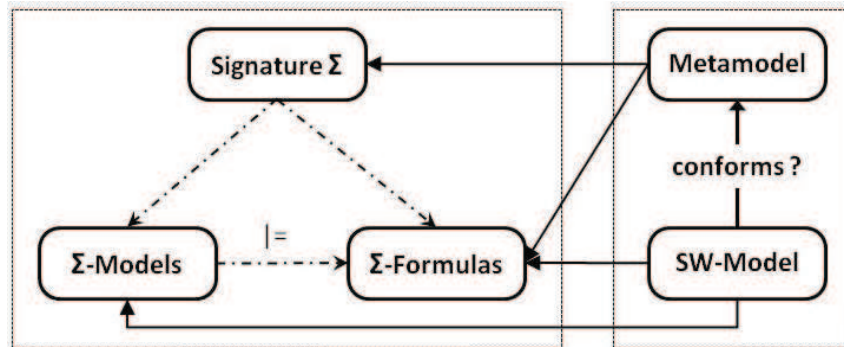 Signature Σ
Metamodel
conforms ?
|=
Σ-Models
Σ-Formulas
SW-Model